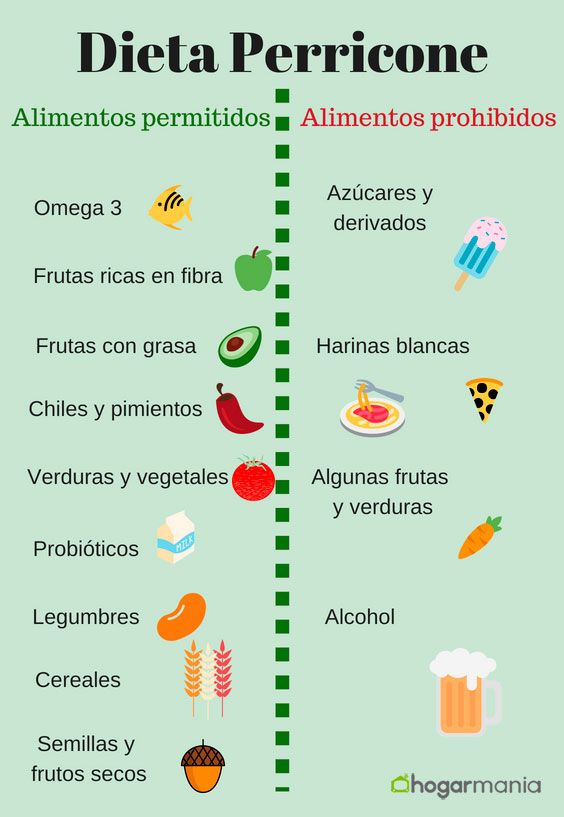 Dieta Perricone
Alimentos permitidos
Omega 3
Frutas ricas en fibra
Frutas con grasa
Chiles y pimientos
Verduras y vegetales
Probióticos
MILK
Legumbres
Cereales
Semillas y
frutos secos
Alimentos prohibidos
Azúcares y
derivados
Harinas blancas
Algunas frutas
y verduras
Alcohol
hogarmania